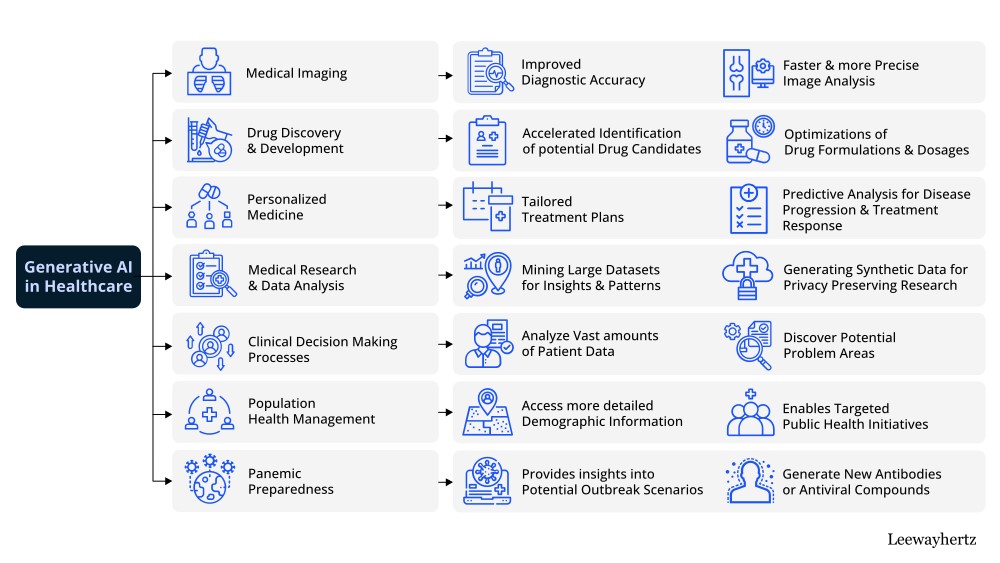 Generative AI
in Healthcare
Medical Imaging
Improved
Diagnostic Accuracy
Faster & more Precise
Image Analysis
Drug Discovery
& Development
Accelerated Identification
of potential Drug Candidates
Optimizations of
Drug Formulations & Dosages
Personalized
Medicine
Tailored
Treatment Plans
Predictive Analysis for Disease
Progression & Treatment
Response
Medical Research
& Data Analysis
Mining Large Datasets
for Insights & Patterns
Generating Synthetic Data for
Privacy Preserving Research
Clinical Decision Making
Processes
Analyze Vast amounts
of Patient Data
Discover Potential
Problem Areas
Population
Health Management
Access more detailed
Demographic Information
Enables Targeted
Public Health Initiatives
Panemic
Preparedness
Provides insights into
Potential Outbreak Scenarios
Generate New Antibodies
or Antiviral Compounds
Leewayhertz